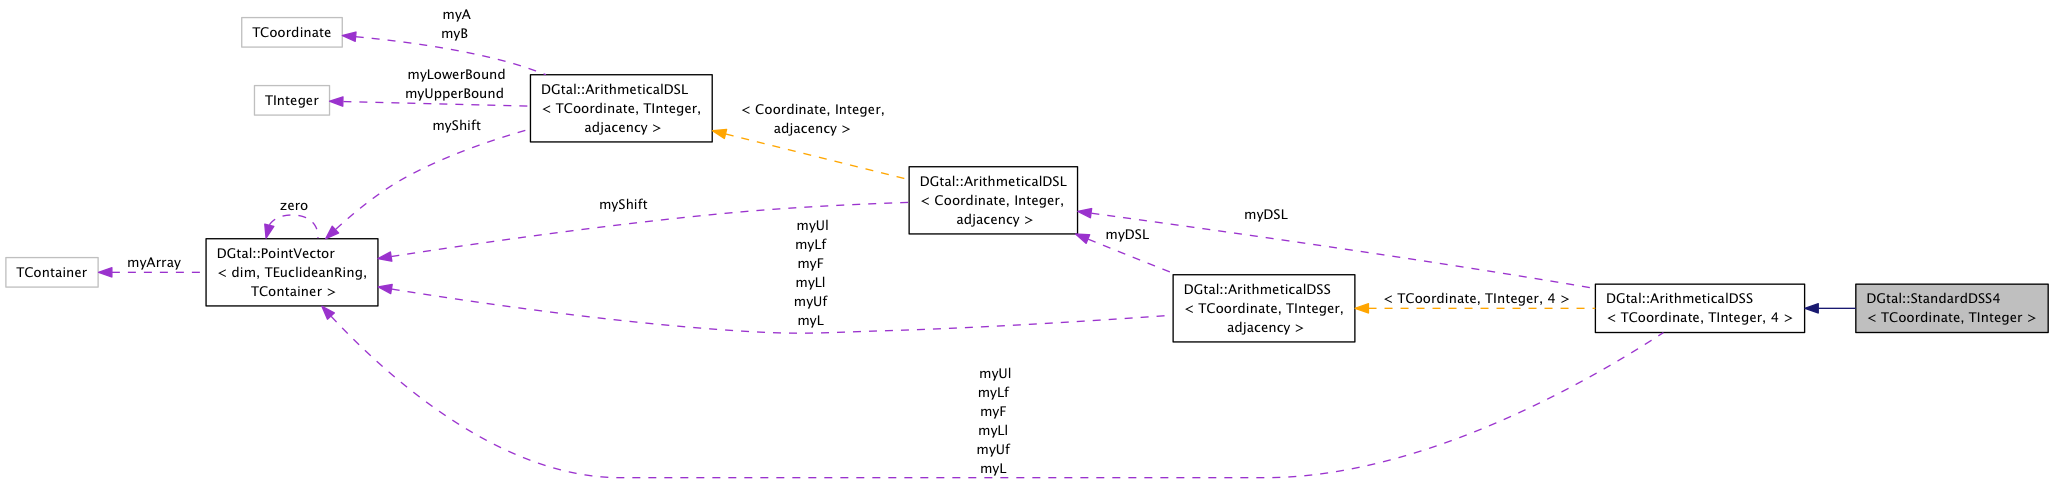 myA
myB
TCoordinate
myLowerBound
myUpperBound
TInteger
DGtal::ArithmeticalDSL
< TCoordinate, TInteger,
adjacency >
myShift
< Coordinate, Integer,
adjacency >
DGtal::ArithmeticalDSL
< Coordinate, Integer,
adjacency >
zero
myShift
myDSL
myDSL
myUl
myLf
myF
myLl
myUf
myL
TContainer
myArray
DGtal::PointVector
< dim, TEuclideanRing,
TContainer >
DGtal::ArithmeticalDSS
< TCoordinate, TInteger,
adjacency >
< TCoordinate, TInteger, 4 >
DGtal::ArithmeticalDSS
< TCoordinate, TInteger, 4 >
DGtal::StandardDSS4
< TCoordinate, TInteger >
myUl
myLf
myF
myLl
myUf
myL